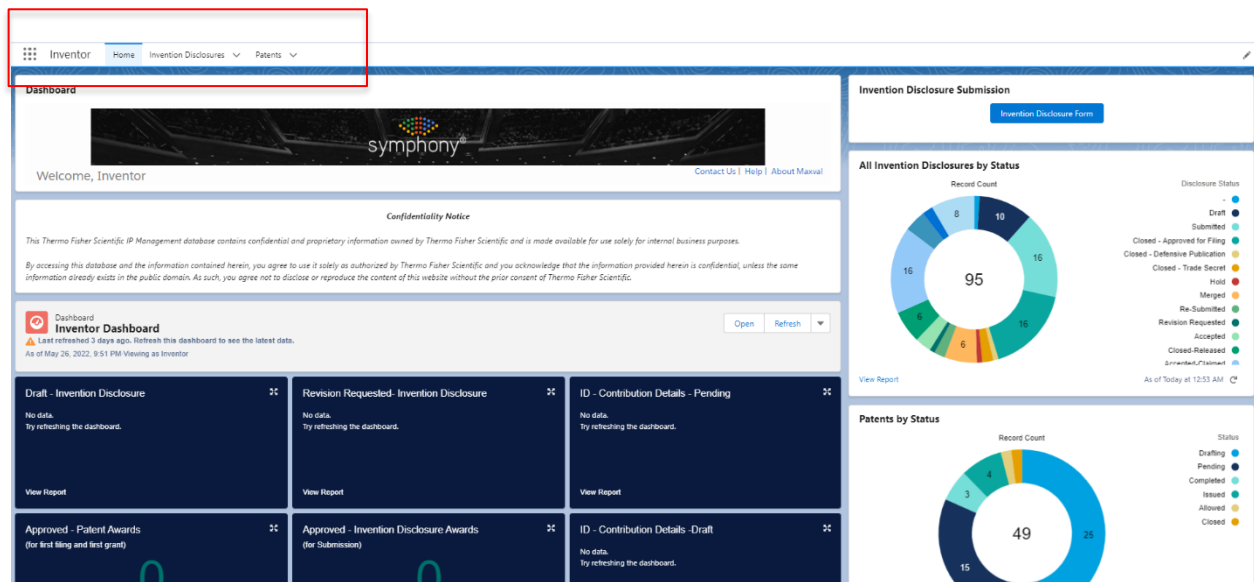 Inventor Home Invention Disclosures Patents
Dashboard
symphony®
Welcome, Inventor
Contact Us | Help | About Maxval
Confidentiality Notice
This Thermo Fisher Scientific IP Management database contains confidential and proprietary information owned by Thermo Fisher Scientific and is made available for use solely for internal business purposes.
By accessing this database and the information contained herein, you agree to use it solely as authorized by Thermo Fisher Scientific and you acknowledge that the information provided herein is confidential, unless the same
information already exists in the public domain. As such, you agree not to disclose or reproduce the content of this website without the prior consent of Thermo Fisher Scientific.
Dashboard
Inventor Dashboard
Last refreshed 3 days ago. Refresh this dashboard to see the latest data.
As of May 26, 2022, 9:51 PM·Viewing as Inventor
Open Refresh
Draft - Invention Disclosure
No data.
Try refreshing the dashboard.
View Report
Revision Requested- Invention Disclosure
No data.
Try refreshing the dashboard.
View Report
ID - Contribution Details - Pending
No data.
Try refreshing the dashboard.
View Report
Approved - Patent Awards
(for first filing and first grant)
0
Approved - Invention Disclosure Awards
(for Submission)
0
ID - Contribution Details -Draft
No data.
Try refreshing the dashboard.
Invention Disclosure Submission
Invention Disclosure Form
All Invention Disclosures by Status
Record Count
8
10
16
16
6
6
16
95
Disclosure Status
-
Draft
Submitted
Closed - Approved for Filing
Closed - Defensive Publication
Closed - Trade Secret
Hold
Merged
Re-Submitted
Revision Requested
Accepted
Closed-Released
Accepted-Claimed
View Report
As of Today at 12:53 AM
Patents by Status
Record Count
4
3
49
25
15
Status
Drafting
Pending
Completed
Issued
Allowed
Closed